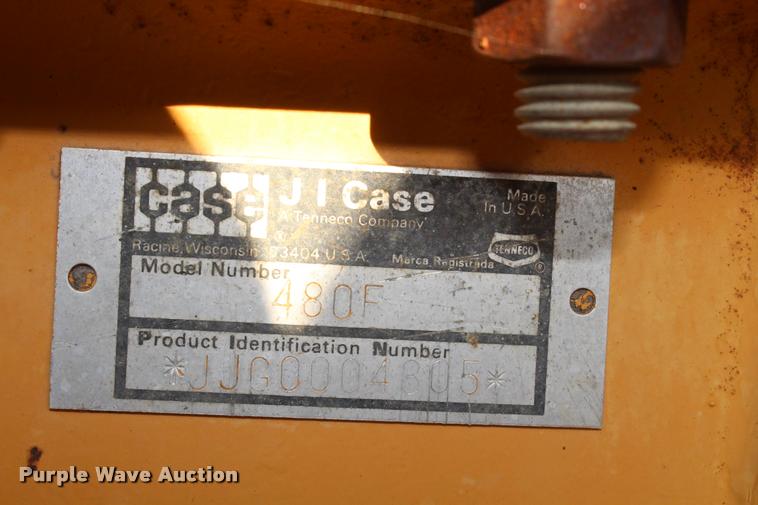 case
J I Case
A Tenneco Company
Made
in U.S.A.
Racine, Wisconsin 53404 U.S.A.
Marca Registrada
TENNECO
®
Model Number
480F
Product Identification Number
*JJG0004805*
Purple Wave Auction